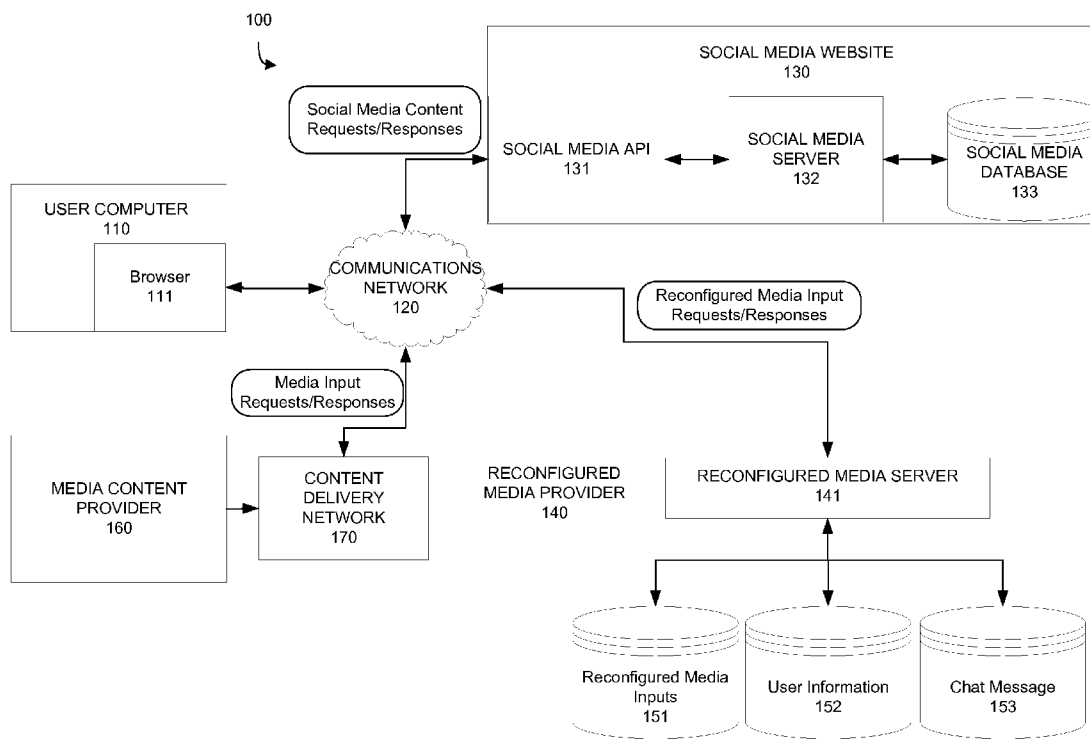 100
SOCIAL MEDIA WEBSITE
130
Social Media Content
Requests/Responses
SOCIAL MEDIA API
131
SOCIAL MEDIA
SERVER
132
SOCIAL MEDIA
DATABASE
133
USER COMPUTER
110
Browser
111
COMMUNICATIONS
NETWORK
120
Reconfigured Media Input
Requests/Responses
Media Input
Requests/Responses
MEDIA CONTENT
PROVIDER
160
CONTENT
DELIVERY
NETWORK
170
RECONFIGURED
MEDIA PROVIDER
140
RECONFIGURED MEDIA SERVER
141
Reconfigured Media
Inputs
151
User Information
152
Chat Message
153